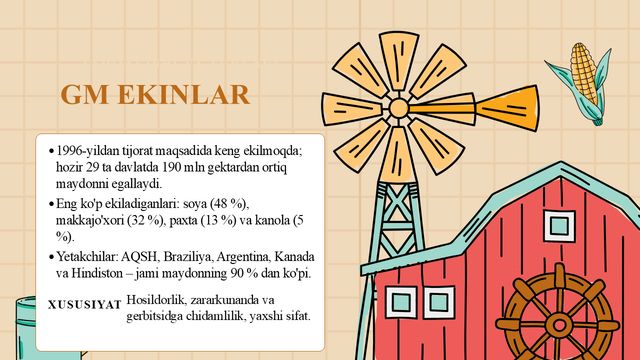 GM EKINLAR
• 1996-yildan tijorat maqsadida keng ekilmoqda;
hozir 29 ta davlatda 190 mln gektardan ortiq
maydonni egallaydi.
• Eng ko'p ekiladiganlari: soya (48 %),
makkajo'xori (32 %), paxta (13 %) va kanola (5
%).
• Yetakchilar: AQSH, Braziliya, Argentina, Kanada
va Hindiston – jami maydonning 90 % dan ko'pi.
XUSUSIYAT Hosildorlik, zararkunanda va
gerbitsidga chidamlilik, yaxshi sifat.